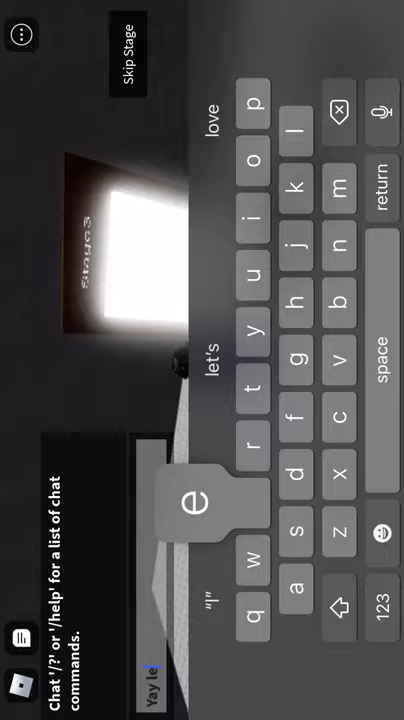 Skip Stage
Stage3
Chat '/?' or '/help' for a list of chat
commands.
Yay le
"l" let's love
e
q w r t y u i o p
a s d f g h j k l
z x c v b n m
123 space return